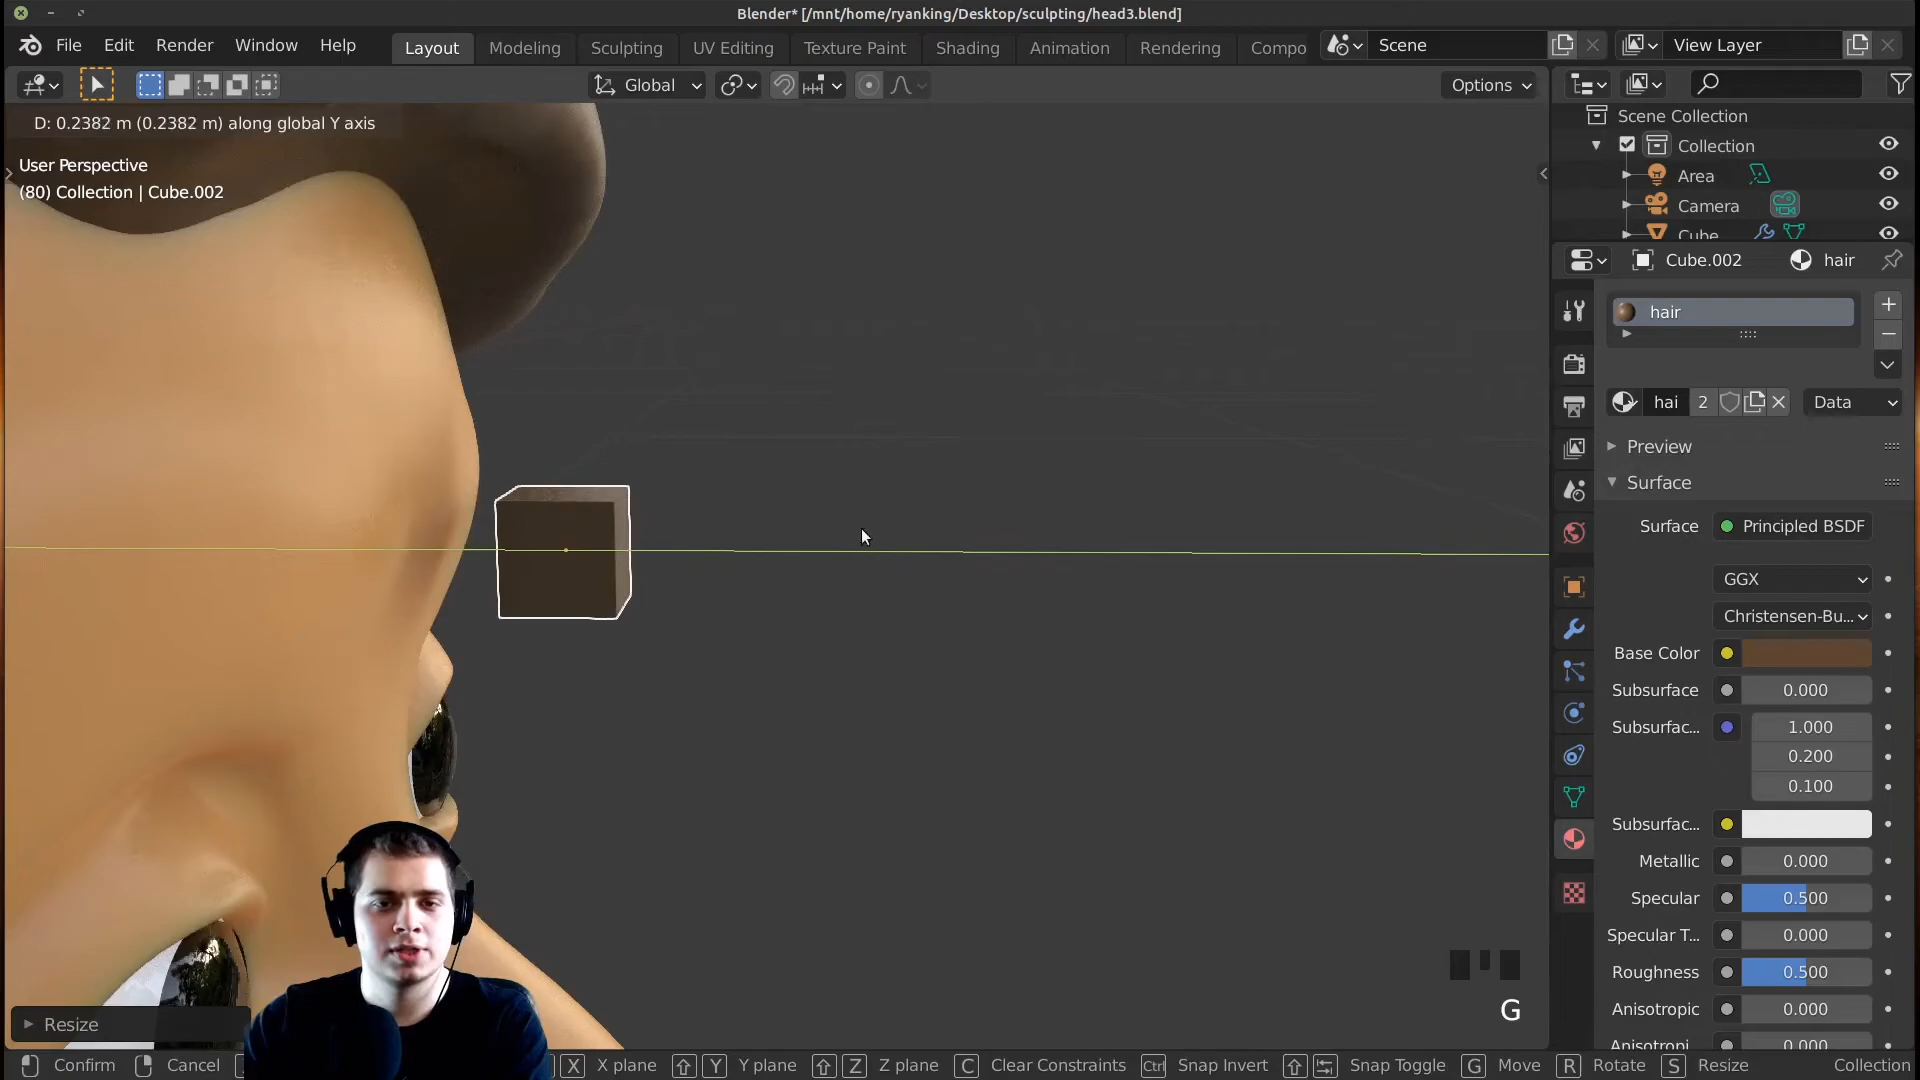 Blender* [/mnt/home/ryanking/Desktop/sculpting/head3.blend]
File Edit Render Window Help
Layout Modeling Sculpting UV Editing Texture Paint Shading Animation Rendering Compo
Scene
View Layer
Global
Options
D: 0.2382 m (0.2382 m) along global Y axis
User Perspective
(80) Collection | Cube.002
Scene Collection
Collection
Area
Camera
Cube
Cube.002 hair
hair
hai 2 Data
Preview
Surface
Surface Principled BSDF
GGX
Christensen-Bu...
Base Color
Subsurface 0.000
Subsurfac... 1.000
0.200
0.100
Subsurfac...
Metallic 0.000
Specular 0.500
Specular T... 0.000
Roughness 0.500
Anisotropic 0.000
Anisotropi... 0.000
G
Resize
Confirm Cancel X X plane Y Y plane Z Z plane C Clear Constraints Ctrl Snap Invert Snap Toggle G Move R Rotate S Resize Collection